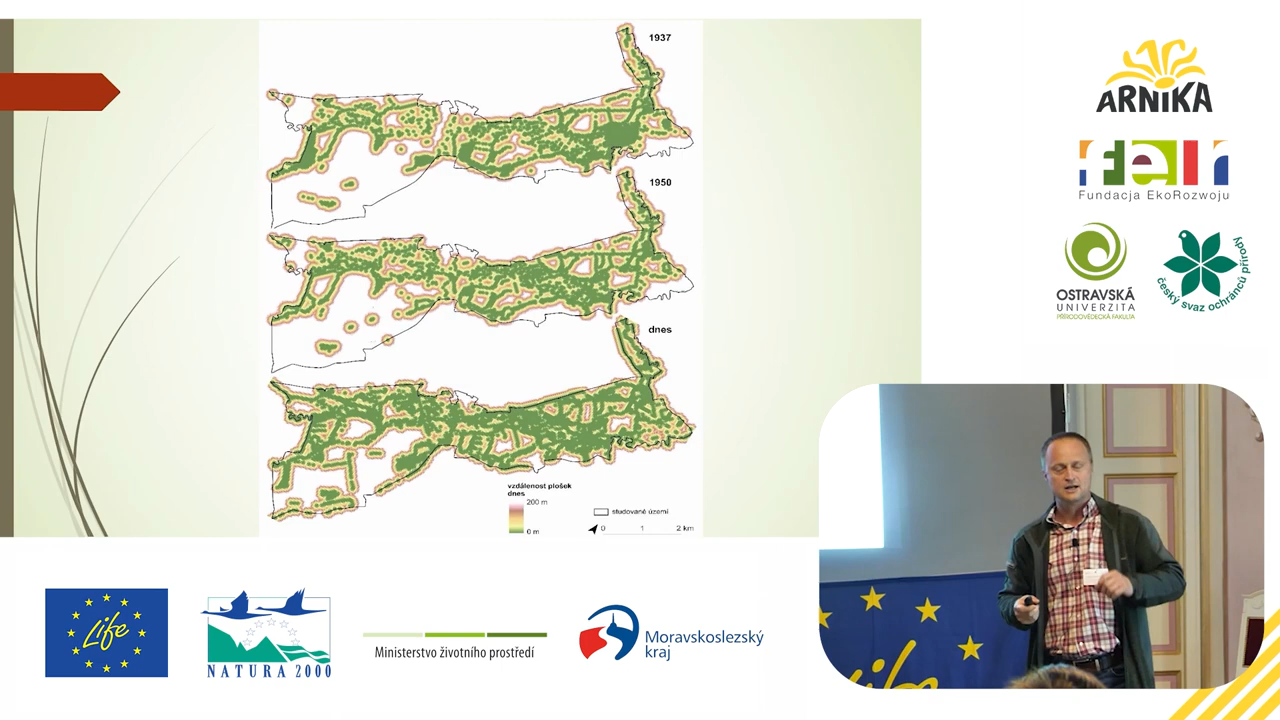 1937
1950
dnes
vzdálenost plošek
dnes
200 m
0 m
studované území
0 1 2 km
ARNIKA
feni
Fundacja EkoRozwoju
OSTRAVSKÁ
UNIVERZITA
PŘÍRODOVĚDECKÁ FAKULTA
český svaz ochránců přírody
Life
NATURA 2000
Ministerstvo životního prostředí
Moravskoslezský
kraj